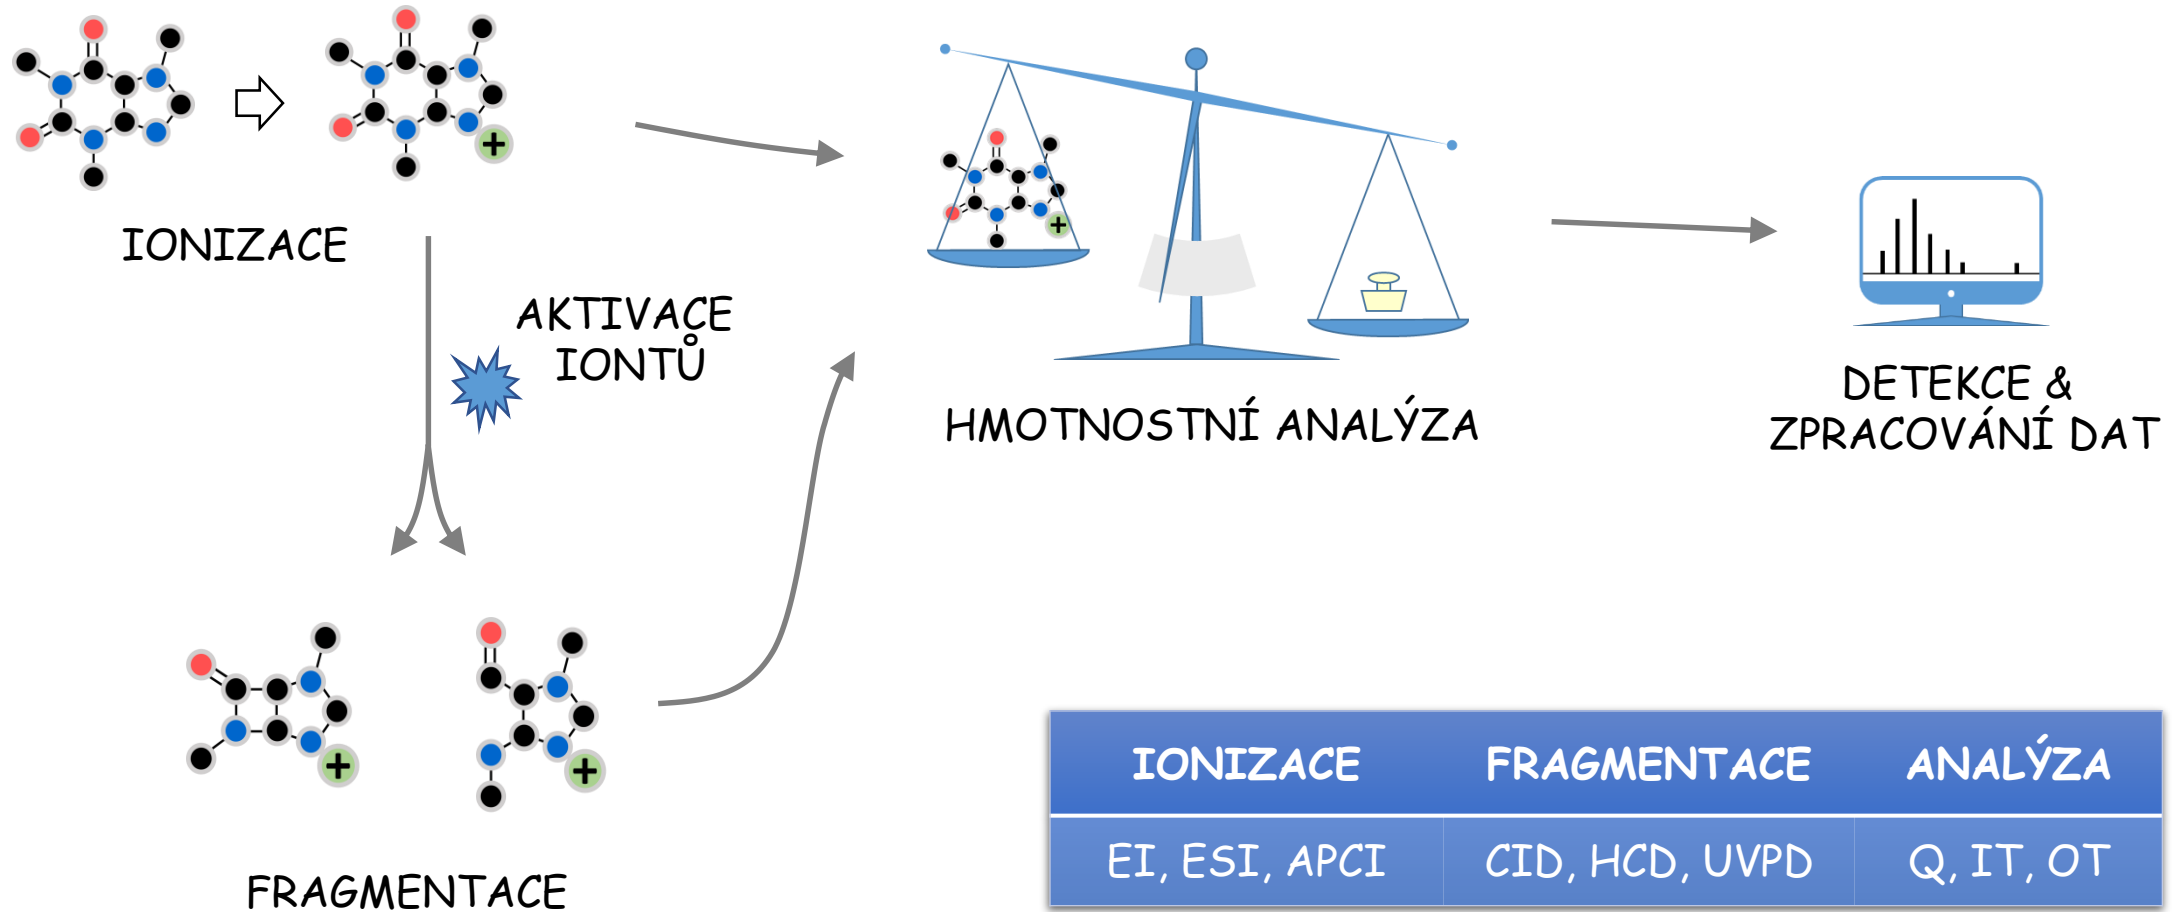 IONIZACE
AKTIVACE
IONTŮ
HMOTNOSTNÍ ANALÝZA
DETEKCE &
ZPRACOVÁNÍ DAT
FRAGMENTACE
IONIZACE FRAGMENTACE ANALÝZA
EI, ESI, APCI CID, HCD, UVPD Q, IT, OT